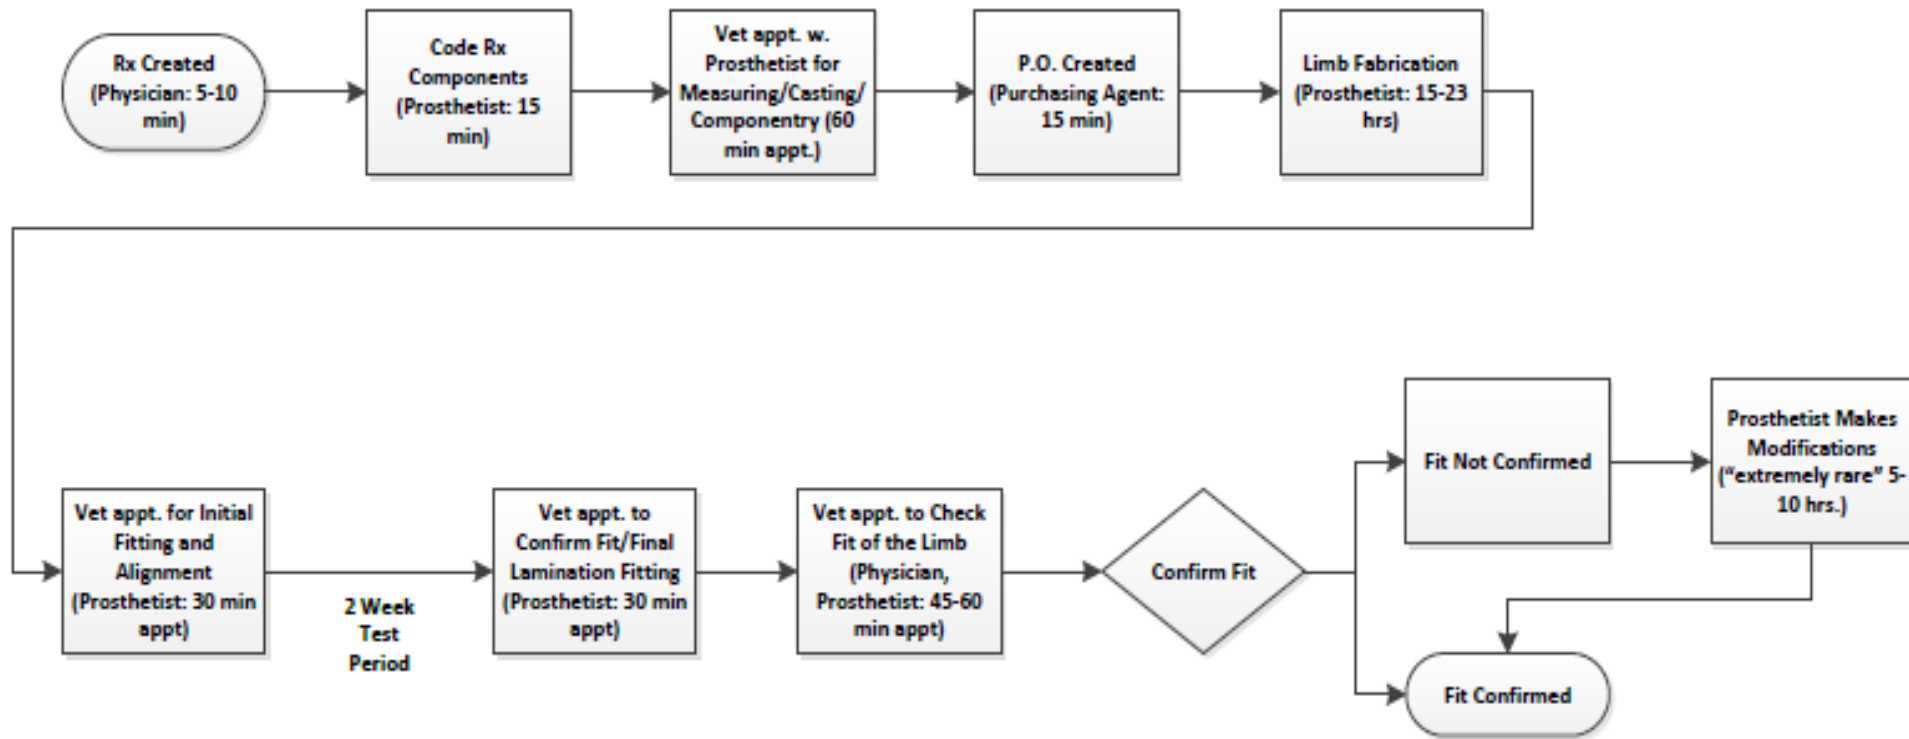 Rx Created
(Physician: 5-10
min)
Code Rx
Components
(Prosthetist: 15
min)
Vet appt. w.
Prosthetist for
Measuring/Casting/
Componentry (60
min appt.)
P.O. Created
(Purchasing Agent:
15 min)
Limb Fabrication
(Prosthetist: 15-23
hrs)
Vet appt. for Initial
Fitting and
Alignment
(Prosthetist: 30 min
appt)
2 Week
Test
Period
Vet appt. to
Confirm Fit/Final
Lamination Fitting
(Prosthetist: 30 min
appt)
Vet appt. to Check
Fit of the Limb
(Physician,
Prosthetist: 45-60
min appt)
Confirm Fit
Fit Not Confirmed
Prosthetist Makes
Modifications
("extremely rare" 5-
10 hrs.)
Fit Confirmed